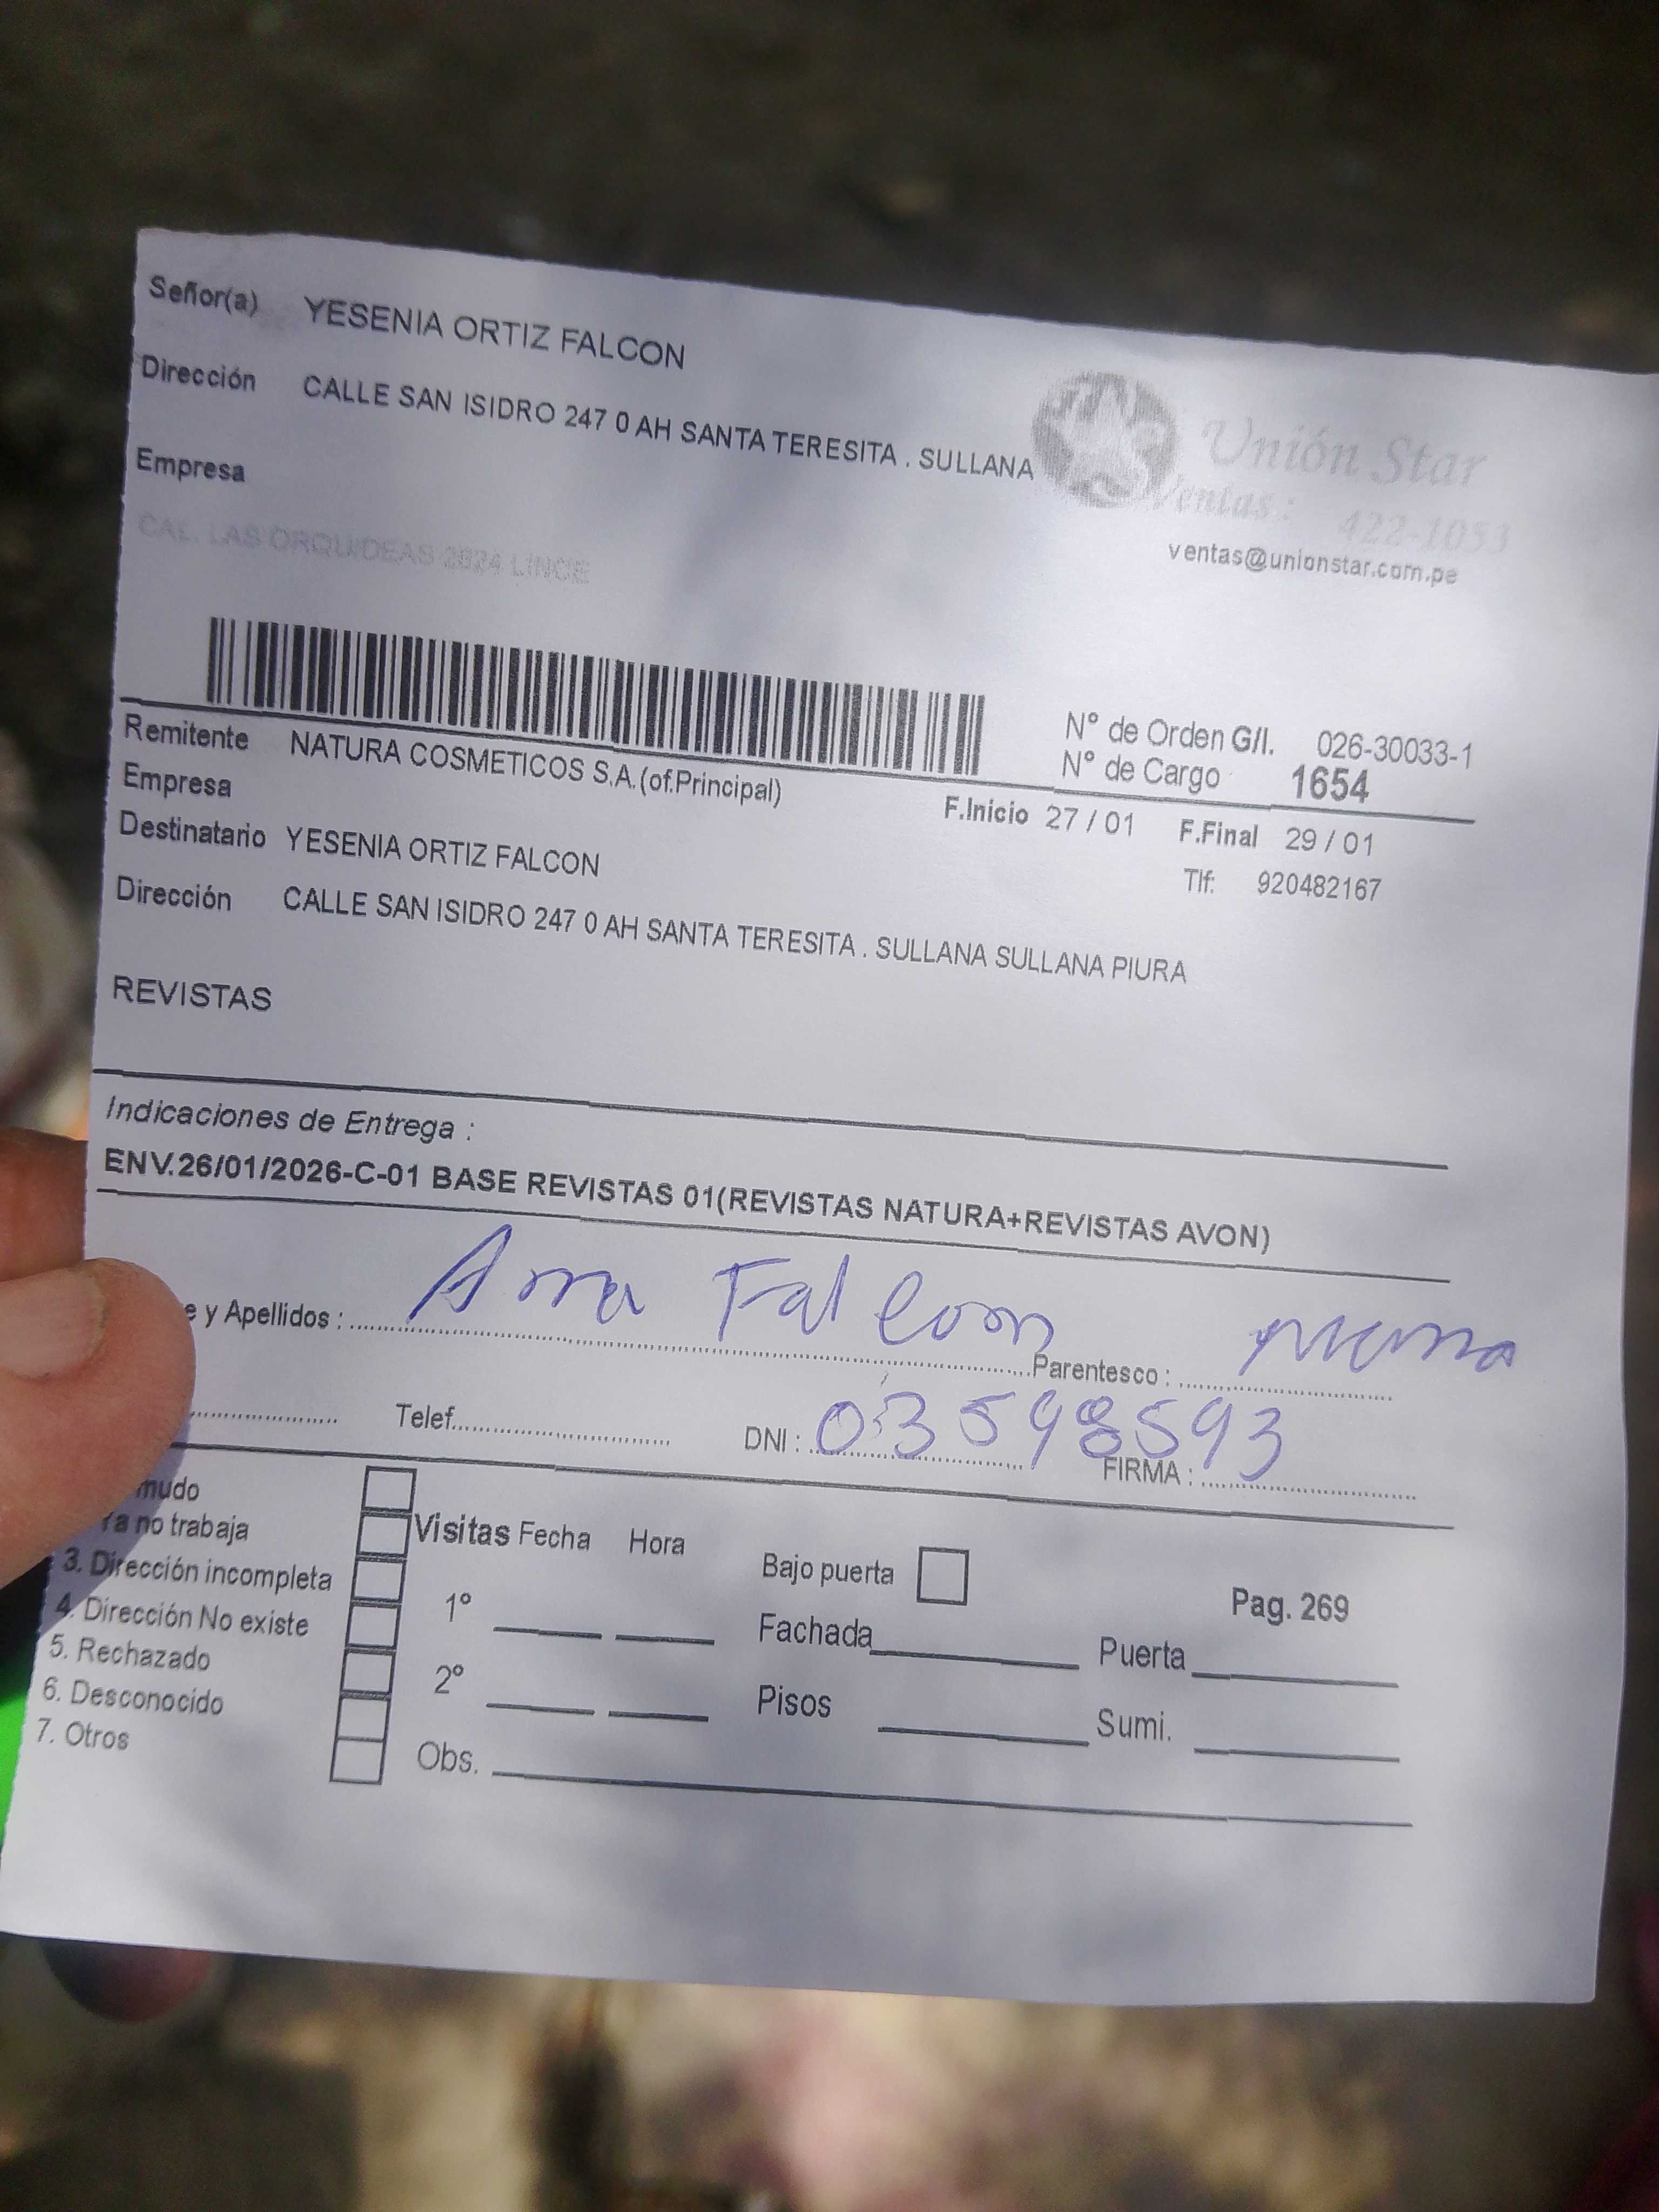 Señor(a) YESENIA ORTIZ FALCON
Dirección CALLE SAN ISIDRO 247 0 AH SANTA TERESITA . SULLANA
Empresa
Unión Star
Ventas : 422-1053
ventas@unionstar.com.pe
CAL. LAS ORQUIDEAS 2624 LINCE
N° de Orden G/I. 026-30033-1
N° de Cargo 1654
Remitente NATURA COSMETICOS S.A.(of.Principal)
Empresa
F.Inicio 27 / 01 F.Final 29 / 01
Destinatario YESENIA ORTIZ FALCON
Tlf: 920482167
Dirección CALLE SAN ISIDRO 247 0 AH SANTA TERESITA . SULLANA SULLANA PIURA
REVISTAS
Indicaciones de Entrega :
ENV.26/01/2026-C-01 BASE REVISTAS 01(REVISTAS NATURA+REVISTAS AVON)
e y Apellidos : Ana Falcon Parentesco : mama
Telef. DNI : 03598593 FIRMA :
mudo
Ya no trabaja
3. Dirección incompleta
4. Dirección No existe
5. Rechazado
6. Desconocido
7. Otros
Visitas Fecha Hora
1°
2°
Obs.
Bajo puerta
Fachada
Pisos
Pag. 269
Puerta
Sumi.